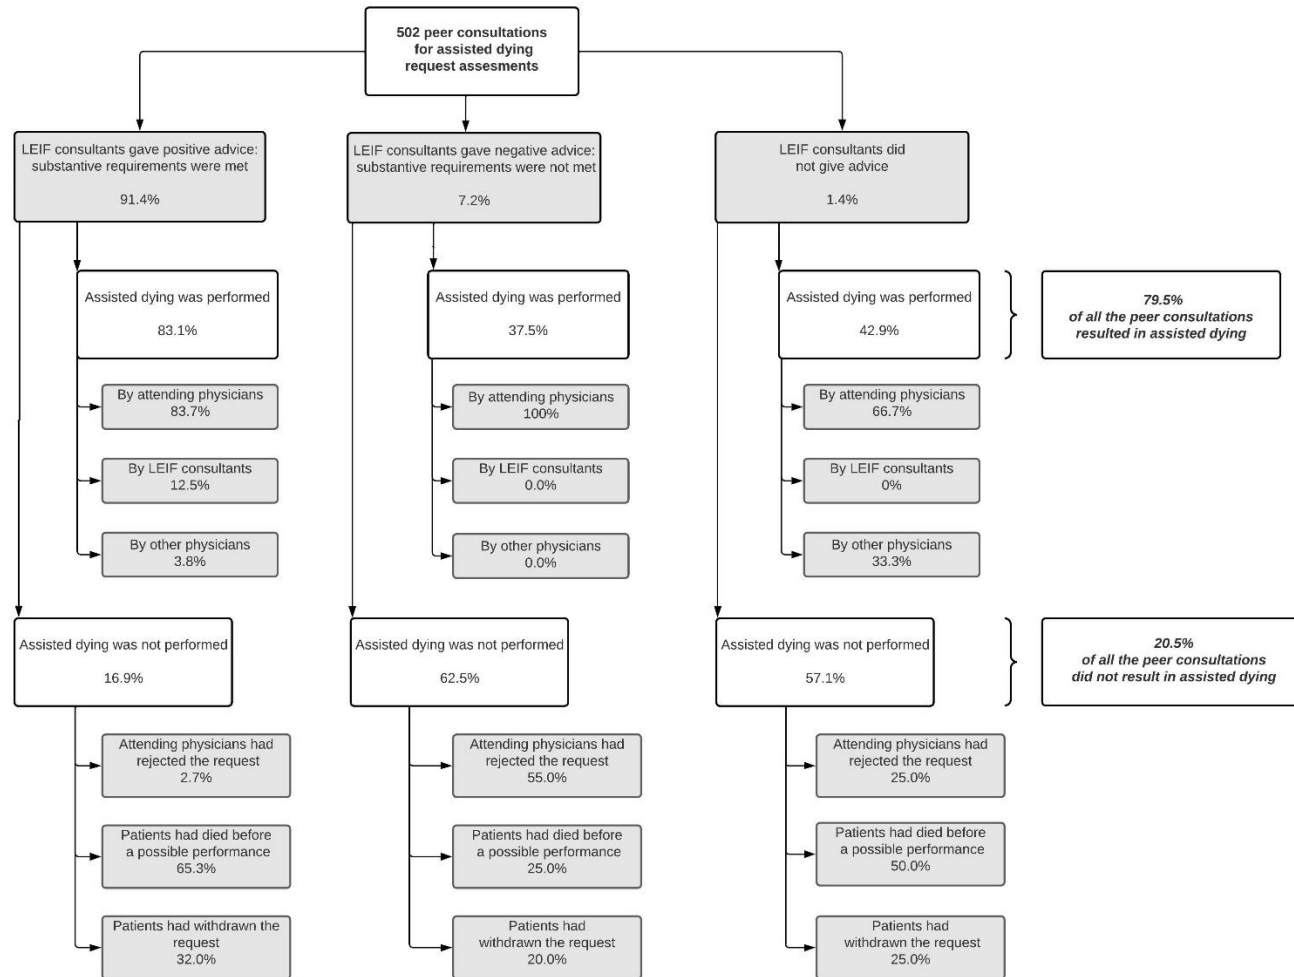 502 peer consultations
for assisted dying
request assesments
LEIF consultants gave positive advice:
substantive requirements were met
91.4%
LEIF consultants gave negative advice:
substantive requirements were not met
7.2%
LEIF consultants did
not give advice
1.4%
Assisted dying was performed
83.1%
Assisted dying was performed
37.5%
Assisted dying was performed
42.9%
79.5%
of all the peer consultations
resulted in assisted dying
By attending physicians
83.7%
By attending physicians
100%
By attending physicians
66.7%
By LEIF consultants
12.5%
By LEIF consultants
0.0%
By LEIF consultants
0%
By other physicians
3.8%
By other physicians
0.0%
By other physicians
33.3%
Assisted dying was not performed
16.9%
Assisted dying was not performed
62.5%
Assisted dying was not performed
57.1%
20.5%
of all the peer consultations
did not result in assisted dying
Attending physicians had
rejected the request
2.7%
Attending physicians had
rejected the request
55.0%
Attending physicians had
rejected the request
25.0%
Patients had died before
a possible performance
65.3%
Patients had died before
a possible performance
25.0%
Patients had died before
a possible performance
50.0%
Patients had withdrawn the
request
32.0%
Patients had
withdrawn the request
20.0%
Patients had
withdrawn the request
25.0%